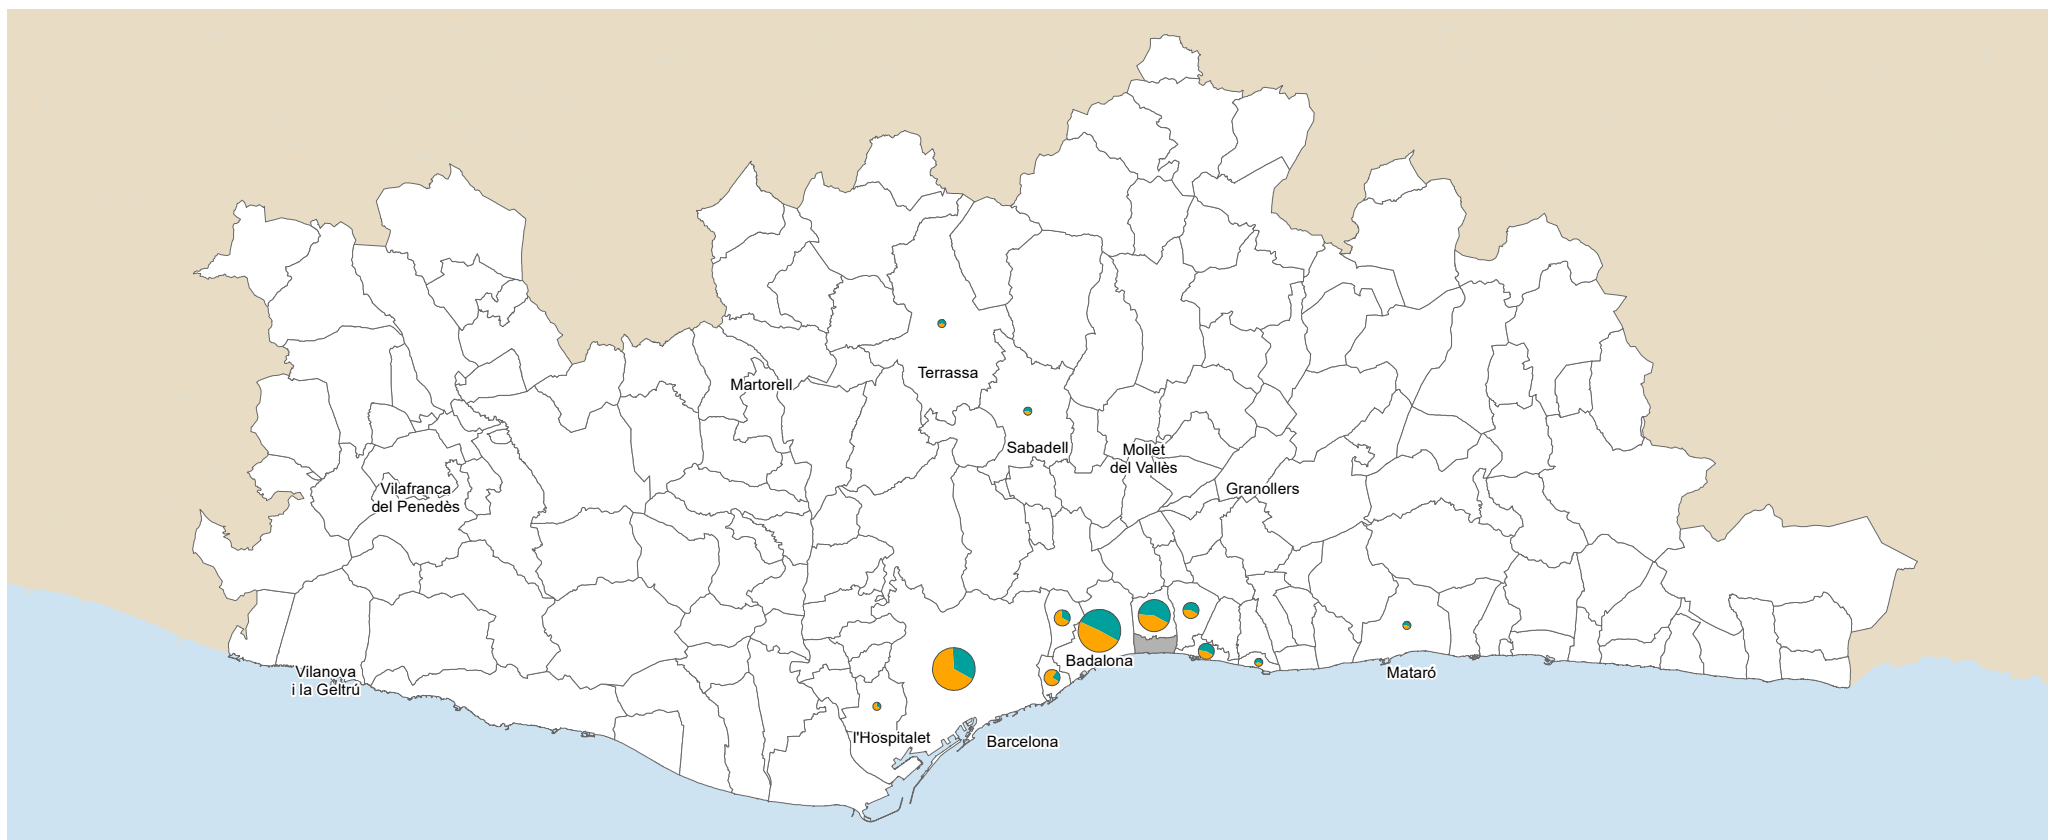 Terrassa
Martorell
Sabadell
Mollet
del Vallès
Vilafranca
del Penedès
Granollers
Badalona
Vilanova
i la Geltrú
Mataró
l'Hospitalet
Barcelona